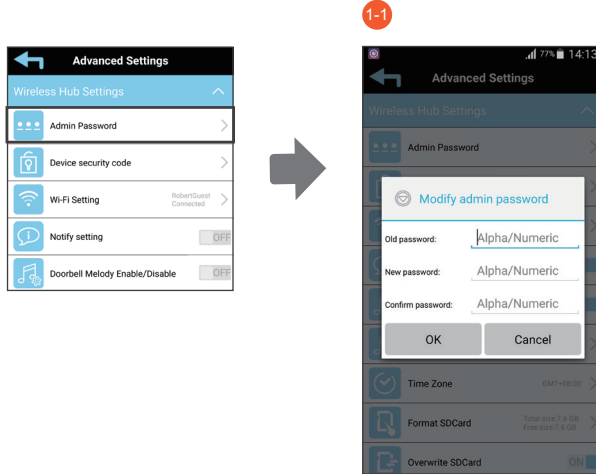 1-1
Advanced Settings
Wireless Hub Settings
Admin Password
Device security code
Wi-Fi Setting
RobertGuest
Connected
Notify setting
OFF
Doorbell Melody Enable/Disable
OFF
77% 14:13
Advanced Settings
Wireless Hub Settings
Admin Password
Modify admin password
Old password: Alpha/Numeric
New password: Alpha/Numeric
Confirm password: Alpha/Numeric
OK Cancel
Time Zone GMT+08:00
Format SDCard
Total size:7.6 GB
Free size:7.6 GB
Overwrite SDCard ON